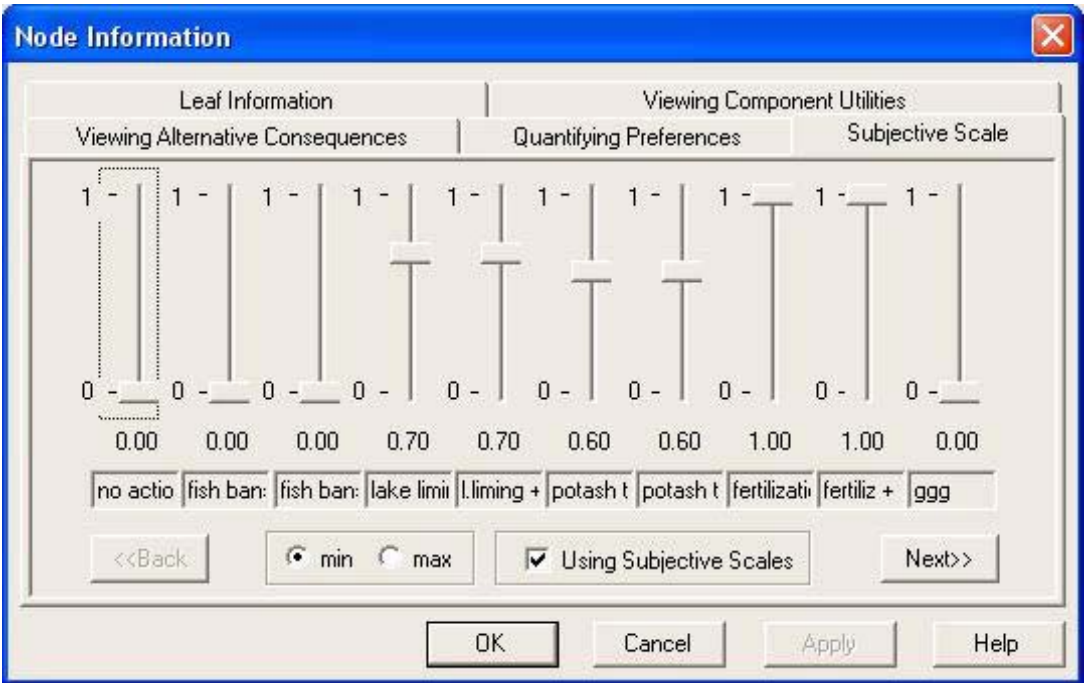 Node Information
Leaf Information Viewing Component Utilities
Viewing Alternative Consequences Quantifying Preferences Subjective Scale
1 - 1 - 1 - 1 - 1 - 1 - 1 - 1 - 1 - 1 -
0 - 0 - 0 - 0 - 0 - 0 - 0 - 0 - 0 - 0 -
0.00 0.00 0.00 0.70 0.70 0.60 0.60 1.00 1.00 0.00
no actio fish ban: fish ban: lake limii l.liming + potash t potash t fertilizati fertiliz + ggg
<<Back min max Using Subjective Scales Next>>
OK Cancel Apply Help